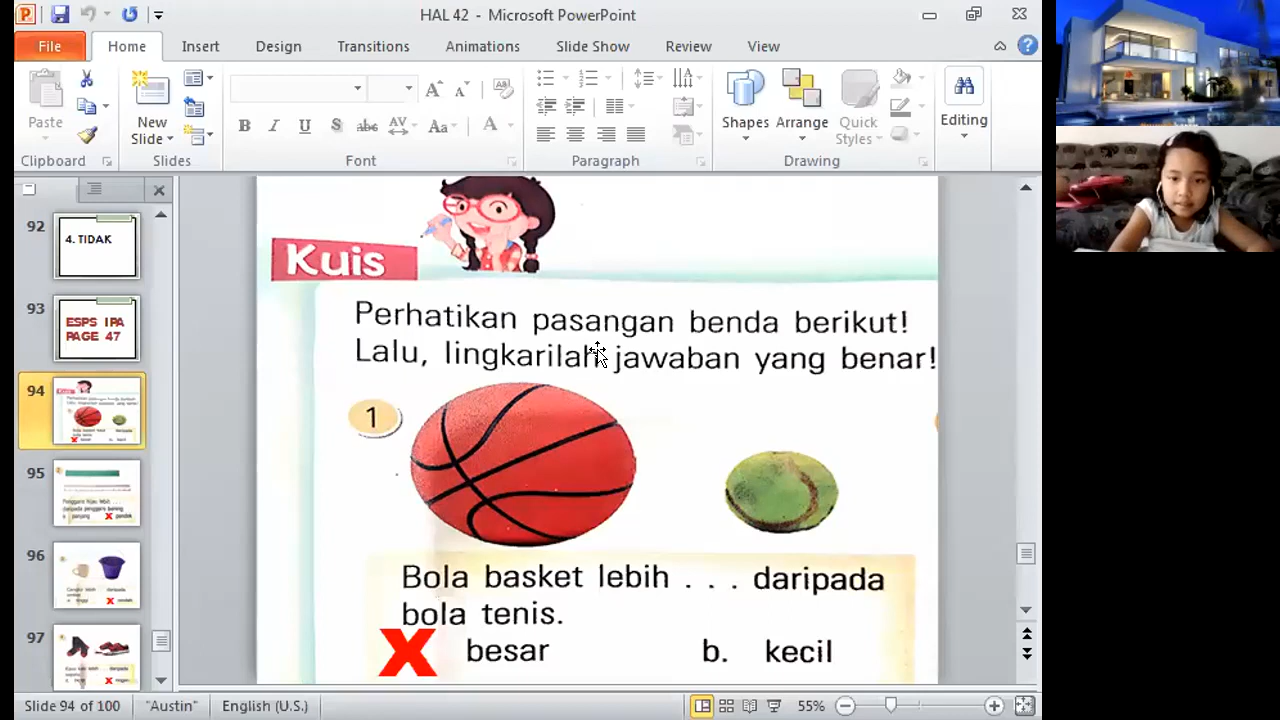 HAL 42 - Microsoft PowerPoint
File Home Insert Design Transitions Animations Slide Show Review View
Paste
New
Slide
Shapes Arrange Quick
Styles
Editing
Clipboard Slides Font Paragraph Drawing
92
4. TIDAK
93
ESPS IPA
PAGE 47
94
95
96
97
Kuis
Perhatikan pasangan benda berikut!
Lalu, lingkarilah jawaban yang benar!
1
Bola basket lebih . . . daripada
bola tenis.
X besar b. kecil
Slide 94 of 100 "Austin" English (U.S.) 55%